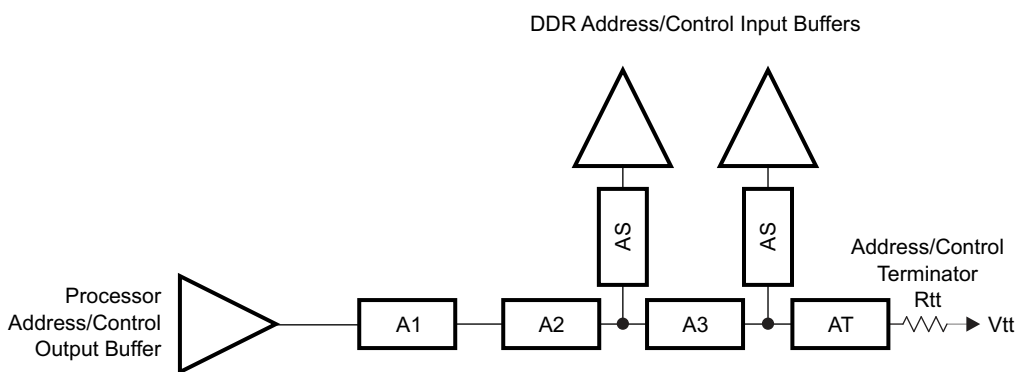 DDR Address/Control Input Buffers
AS
AS
Address/Control
Terminator
Rtt
Processor
Address/Control
Output Buffer
A1
A2
A3
AT
Vtt